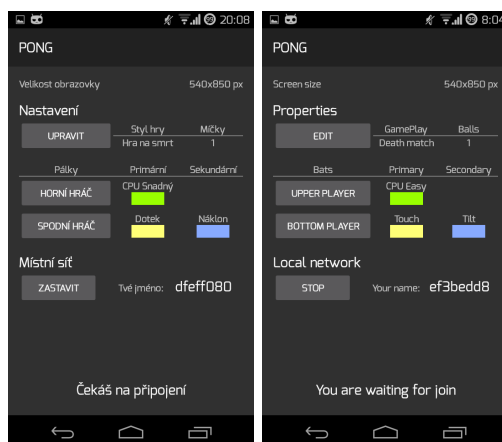 99 20:08
PONG
Velikost obrazovky 540x850 px
Nastavení
UPRAVIT Styl hry Míčky
Hra na smrt 1
Pálky Primární Sekundární
HORNÍ HRÁČ CPU Snadný
SPODNÍ HRÁČ Dotek Náklon
Místní síť
ZASTAVIT Tvé jméno: dfeff080
Čekáš na připojení
99 8:04
PONG
Screen size 540x850 px
Properties
EDIT GamePlay Balls
Death match 1
Bats Primary Secondary
UPPER PLAYER CPU Easy
BOTTOM PLAYER Touch Tilt
Local network
STOP Your name: ef3bedd8
You are waiting for join